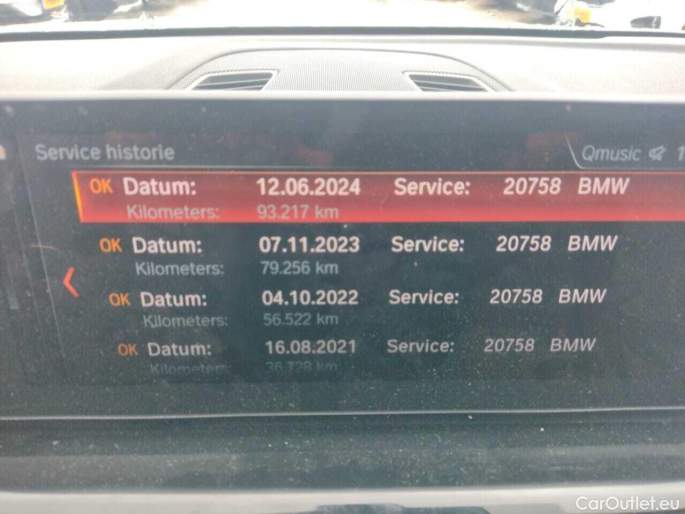 Service historie
Qmusic
OK Datum: 12.06.2024 Service: 20758 BMW
Kilometers: 93.217 km
OK Datum: 07.11.2023 Service: 20758 BMW
Kilometers: 79.256 km
OK Datum: 04.10.2022 Service: 20758 BMW
Kilometers: 56.522 km
OK Datum: 16.08.2021 Service: 20758 BMW
Kilometers: km
CarOutlet.eu